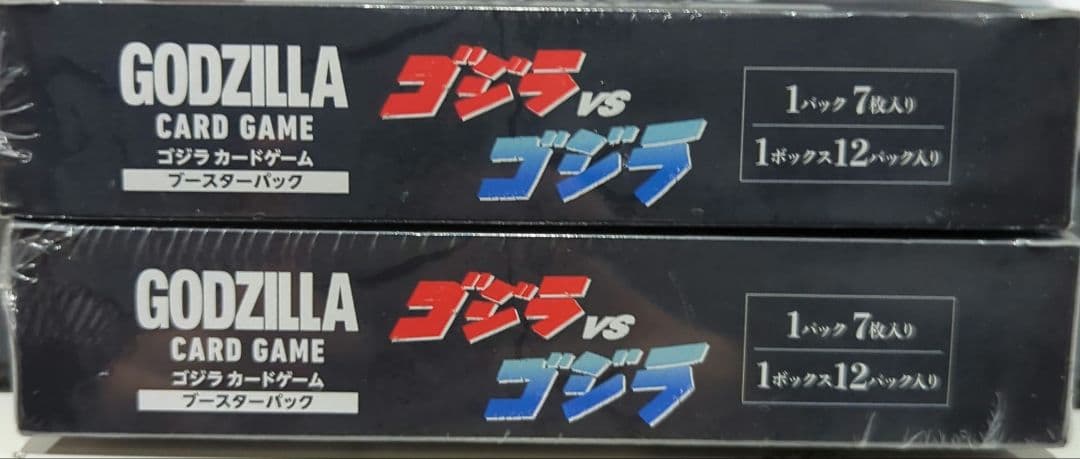 GODZILLA
CARD GAME
ゴジラ カードゲーム
ブースターパック
ゴジラ
VS
ゴジラ
1パック 7枚入り
1ボックス12パック入り
GODZILLA
CARD GAME
ゴジラ カードゲーム
ブースターパック
ゴジラ
VS
ゴジラ
1パック 7枚入り
1ボックス12パック入り